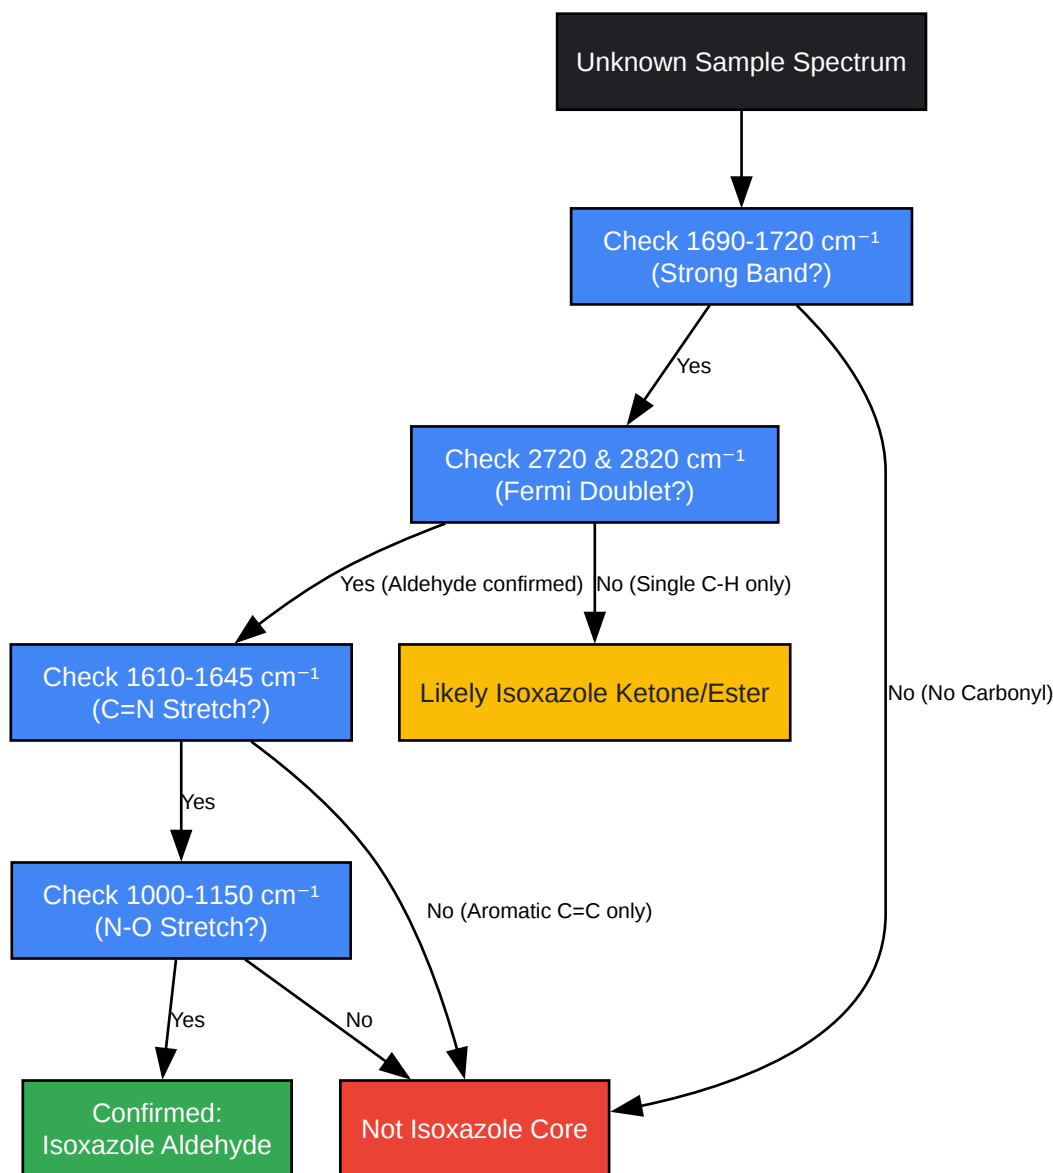 Unknown Sample Spectrum
Check 1690-1720 cm⁻¹
(Strong Band?)
Yes
Check 2720 & 2820 cm⁻¹
(Fermi Doublet?)
Yes (Aldehyde confirmed)
No (Single C-H only)
Check 1610-1645 cm⁻¹
(C=N Stretch?)
Likely Isoxazole Ketone/Ester
No (No Carbonyl)
Yes
Check 1000-1150 cm⁻¹
(N-O Stretch?)
No (Aromatic C=C only)
Yes
No
Confirmed:
Isoxazole Aldehyde
Not Isoxazole Core